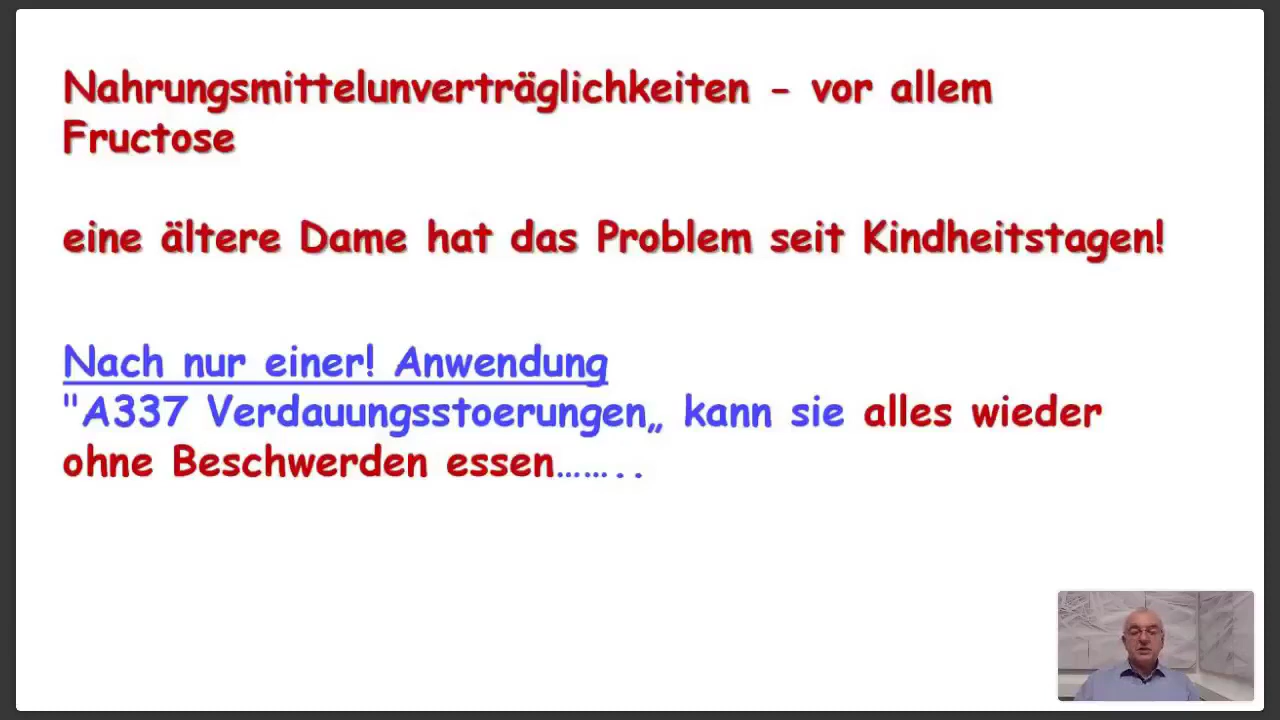 Nahrungsmittelunverträglichkeiten - vor allem
Fructose
eine ältere Dame hat das Problem seit Kindheitstagen!
Nach nur einer! Anwendung
"A337 Verdauungsstoerungen„ kann sie alles wieder
ohne Beschwerden essen……..